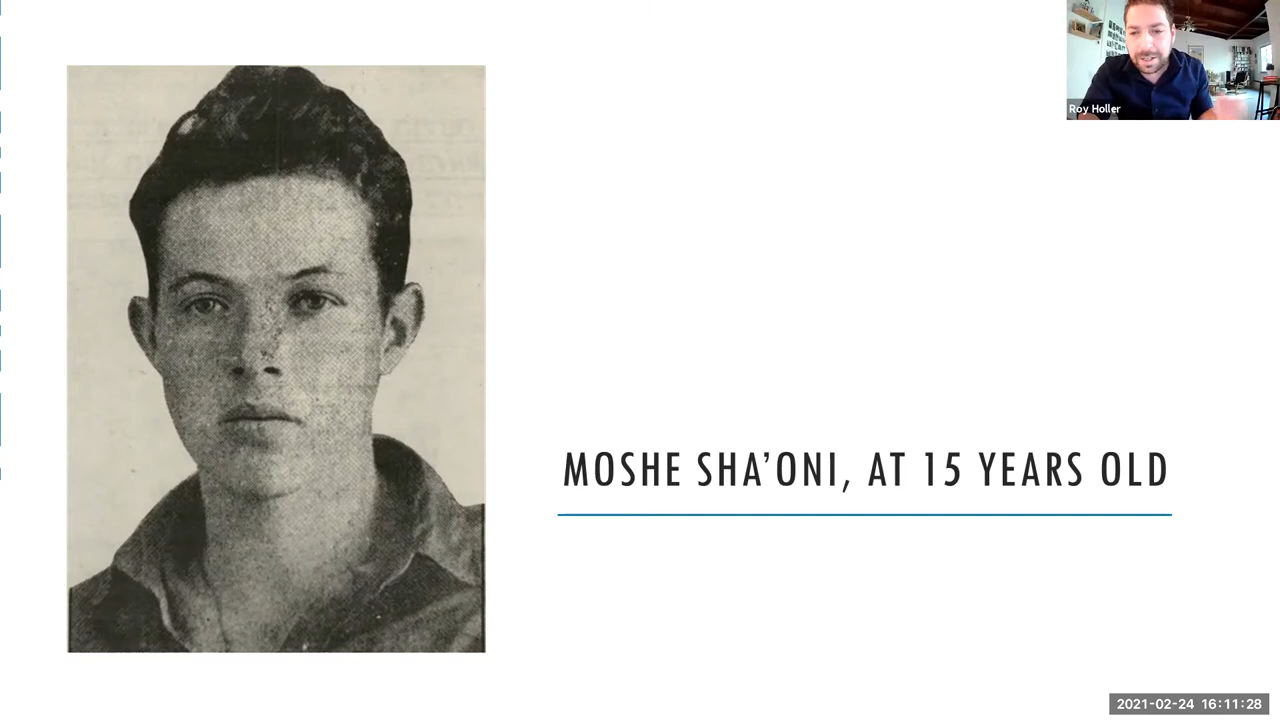 Roy Holler
MOSHE SHA’ONI, AT 15 YEARS OLD
2021-02-24 16:11:28